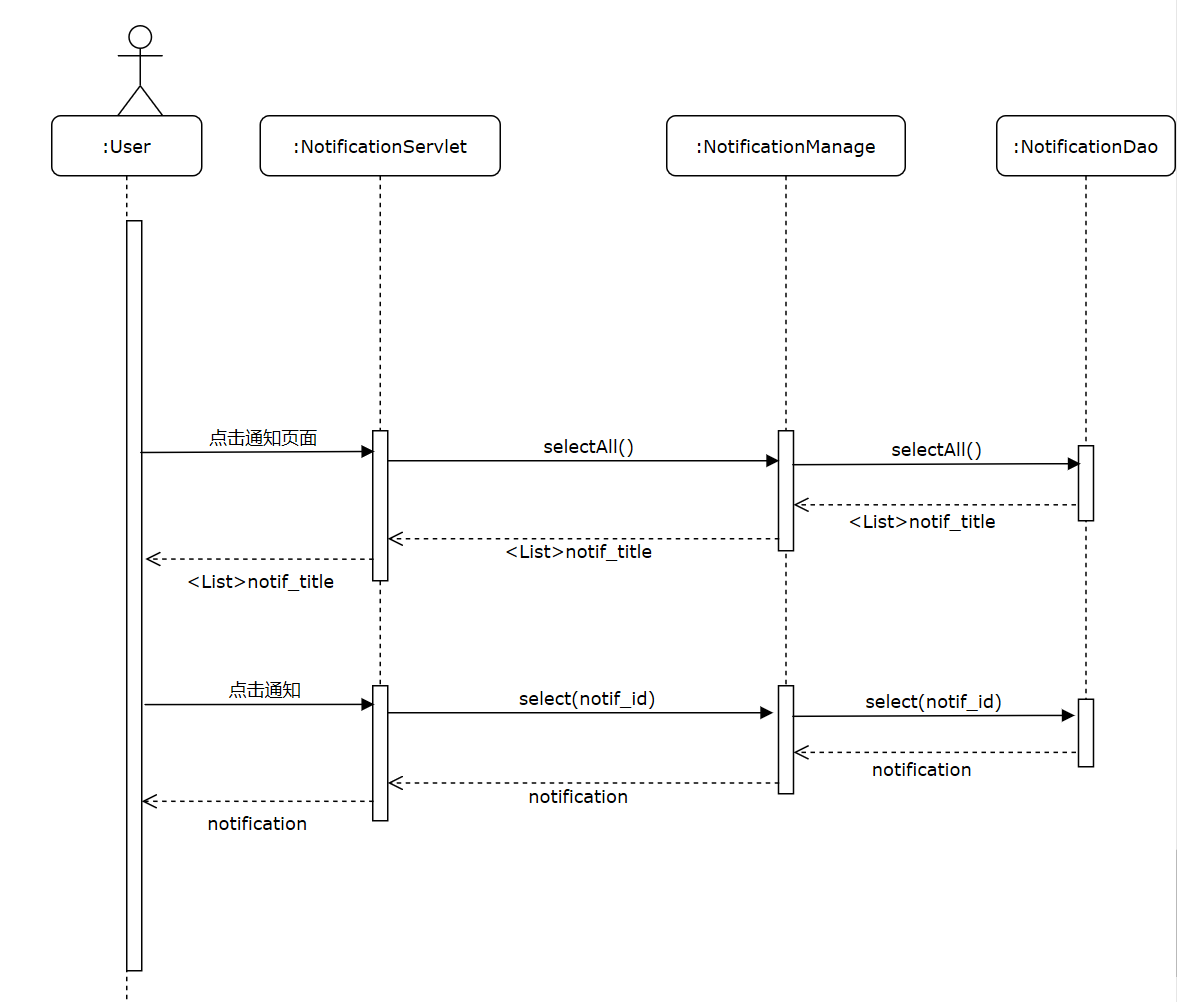 :User
:NotificationServlet
:NotificationManage
:NotificationDao
点击通知页面
selectAll()
selectAll()
<List>notif_title
<List>notif_title
<List>notif_title
点击通知
select(notif_id)
select(notif_id)
notification
notification
notification